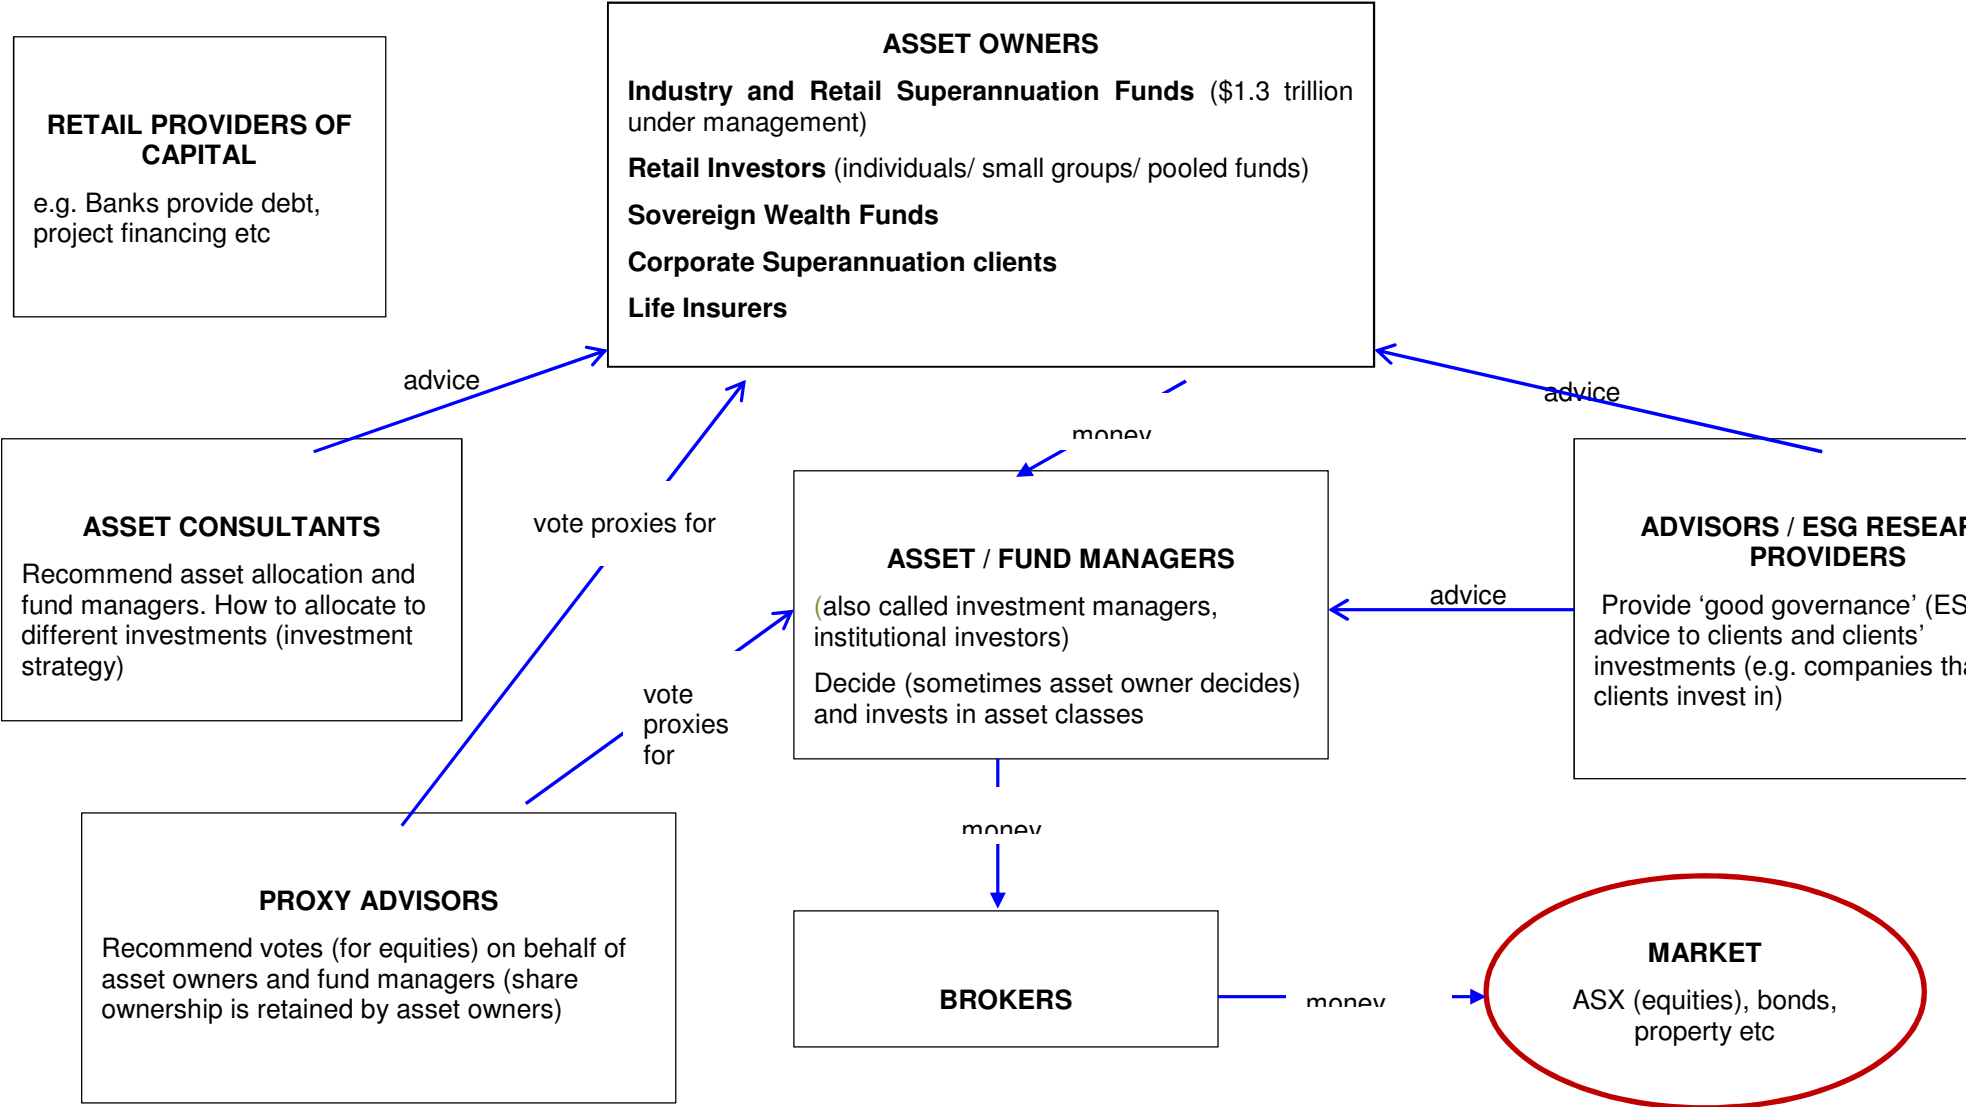 ASSET OWNERS
Industry and Retail Superannuation Funds ($1.3 trillion
under management)
Retail Investors (individuals/ small groups/ pooled funds)
Sovereign Wealth Funds
Corporate Superannuation clients
Life Insurers
RETAIL PROVIDERS OF
CAPITAL
e.g. Banks provide debt,
project financing etc
advice
advice
money
ASSET CONSULTANTS
Recommend asset allocation and
fund managers. How to allocate to
different investments (investment
strategy)
vote proxies for
ASSET / FUND MANAGERS
(also called investment managers,
institutional investors)
Decide (sometimes asset owner decides)
and invests in asset classes
advice
ADVISORS / ESG RESEAR
PROVIDERS
Provide ‘good governance’ (ES
advice to clients and clients’
investments (e.g. companies tha
clients invest in)
vote
proxies
for
money
PROXY ADVISORS
Recommend votes (for equities) on behalf of
asset owners and fund managers (share
ownership is retained by asset owners)
BROKERS
money
MARKET
ASX (equities), bonds,
property etc